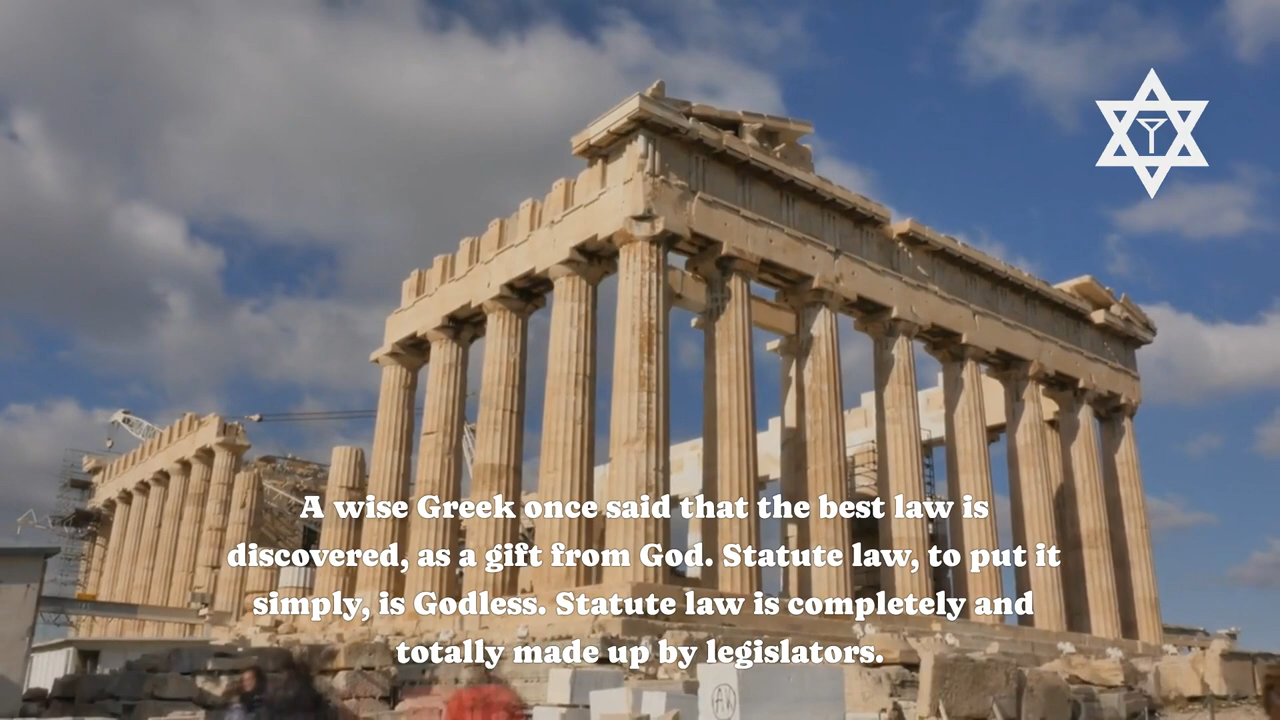 A wise Greek once said that the best law is
discovered, as a gift from God. Statute law, to put it
simply, is Godless. Statute law is completely and
totally made up by legislators.